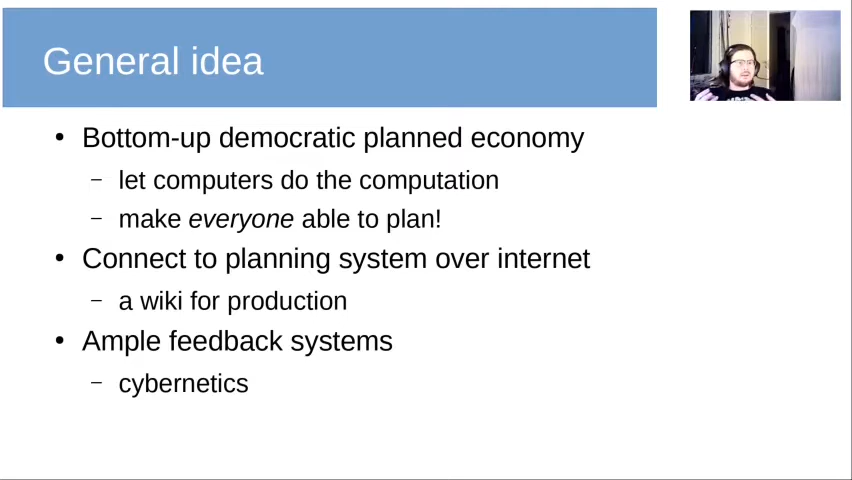 General idea
• Bottom-up democratic planned economy
– let computers do the computation
– make everyone able to plan!
• Connect to planning system over internet
– a wiki for production
• Ample feedback systems
– cybernetics